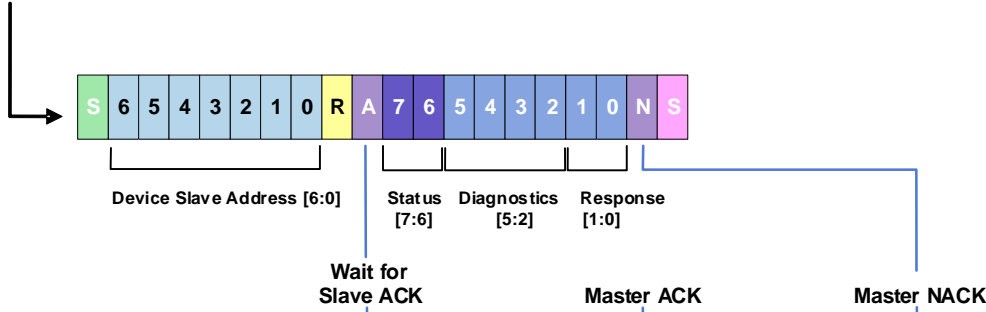 S 6 5 4 3 2 1 0 R A 7 6 5 4 3 2 1 0 N S
Device Slave Address [6:0] Status Diagnostics Response
[7:6] [5:2] [1:0]
Wait for
Slave ACK Master ACK Master NACK